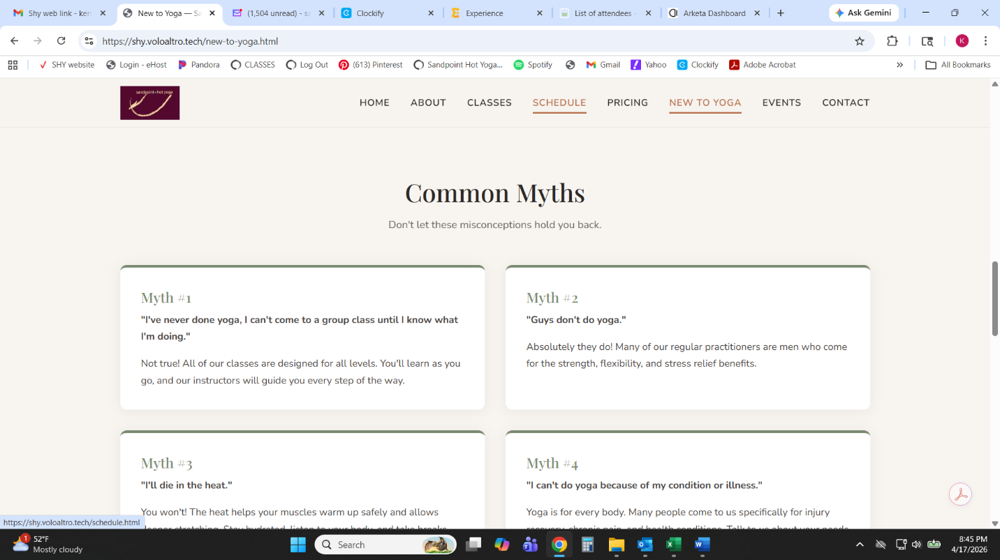 Shy web link - ker
New to Yoga — Sa
(1,504 unread) - sa
Clockify
Experience
List of attendees -
Arketa Dashboard
Ask Gemini
https://shy.voloaltro.tech/new-to-yoga.html
K
SHY website
Login - eHost
Pandora
CLASSES
Log Out
(613) Pinterest
Sandpoint Hot Yoga...
Spotify
Gmail
Yahoo
Clockify
Adobe Acrobat
All Bookmarks
sandpoint hot yoga
HOME
ABOUT
CLASSES
SCHEDULE
PRICING
NEW TO YOGA
EVENTS
CONTACT
Common Myths
Don't let these misconceptions hold you back.
Myth #1
"I've never done yoga, I can't come to a group class until I know what
I'm doing."
Not true! All of our classes are designed for all levels. You'll learn as you
go, and our instructors will guide you every step of the way.
Myth #2
"Guys don't do yoga."
Absolutely they do! Many of our regular practitioners are men who come
for the strength, flexibility, and stress relief benefits.
Myth #3
"I'll die in the heat."
You won't! The heat helps your muscles warm up safely and allows
Myth #4
"I can't do yoga because of my condition or illness."
Yoga is for every body. Many people come to us specifically for injury
https://shy.voloaltro.tech/schedule.html
1
52°F
Mostly cloudy
Search
8:45 PM
4/17/2026